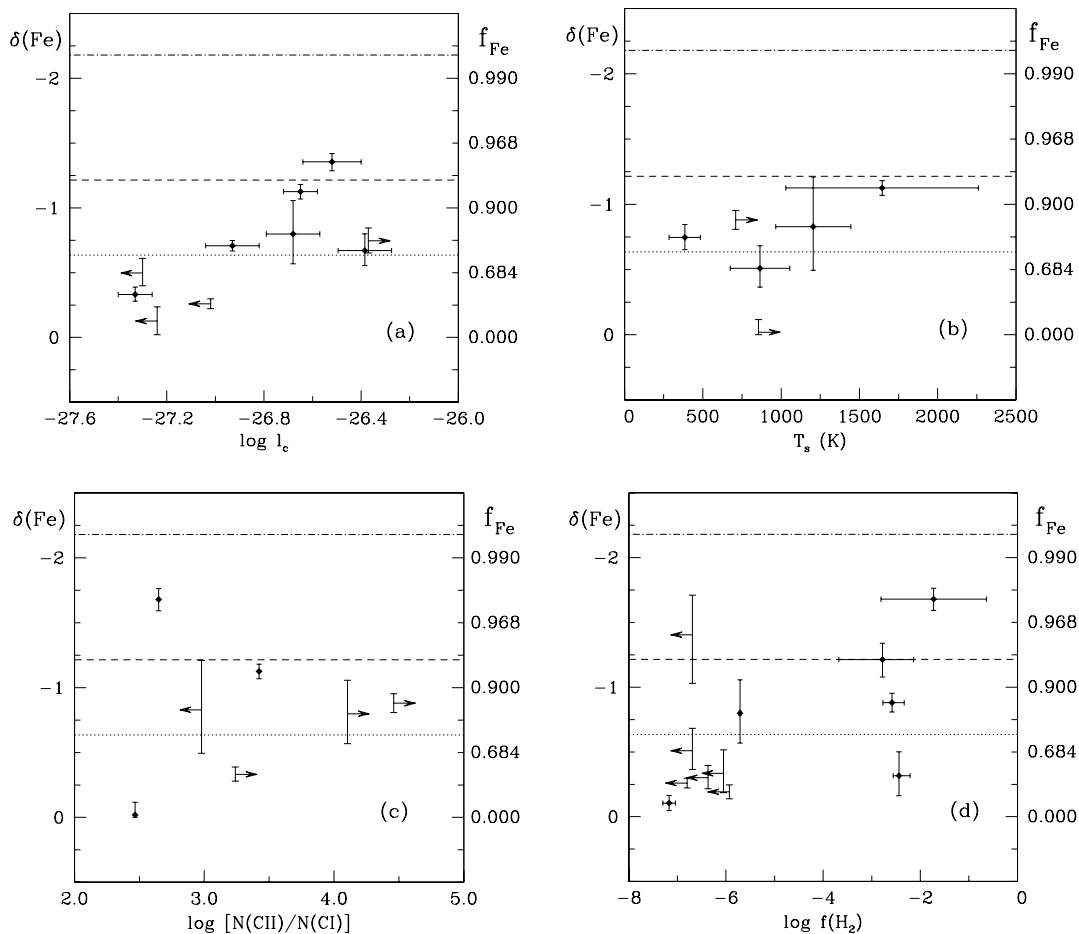 δ(Fe)
f_Fe
−2
−1
0
0.990
0.968
0.900
0.684
0.000
(a)
−27.6 −27.2 −26.8 −26.4 −26.0
log l_c
δ(Fe)
f_Fe
−2
−1
0
0.990
0.968
0.900
0.684
0.000
(b)
0 500 1000 1500 2000 2500
T_s (K)
δ(Fe)
f_Fe
−2
−1
0
0.990
0.968
0.900
0.684
0.000
(c)
2.0 3.0 4.0 5.0
log [N(CII)/N(CI)]
δ(Fe)
f_Fe
−2
−1
0
0.990
0.968
0.900
0.684
0.000
(d)
−8 −6 −4 −2 0
log f(H₂)